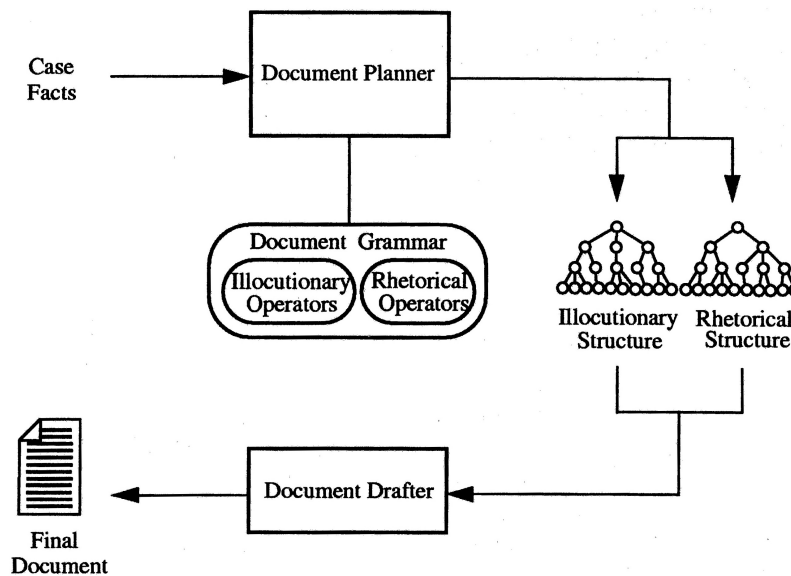 Case
Facts
Document Planner
Document Grammar
Illocutionary
Operators
Rhetorical
Operators
Illocutionary
Structure
Rhetorical
Structure
Document Drafter
Final
Document